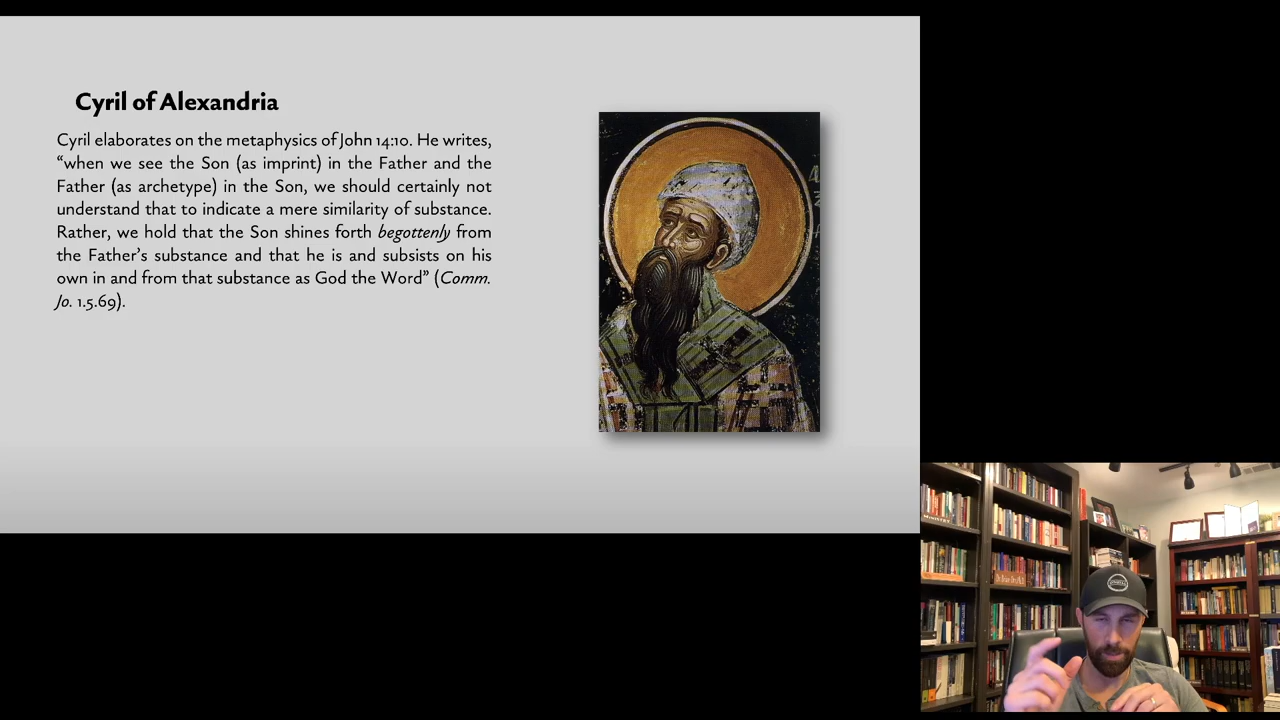 Cyril of Alexandria
Cyril elaborates on the metaphysics of John 14:10. He writes,
“when we see the Son (as imprint) in the Father and the
Father (as archetype) in the Son, we should certainly not
understand that to indicate a mere similarity of substance.
Rather, we hold that the Son shines forth begottenly from
the Father’s substance and that he is and subsists on his
own in and from that substance as God the Word” (Comm.
Jo. 1.5.69).
MINISTRY